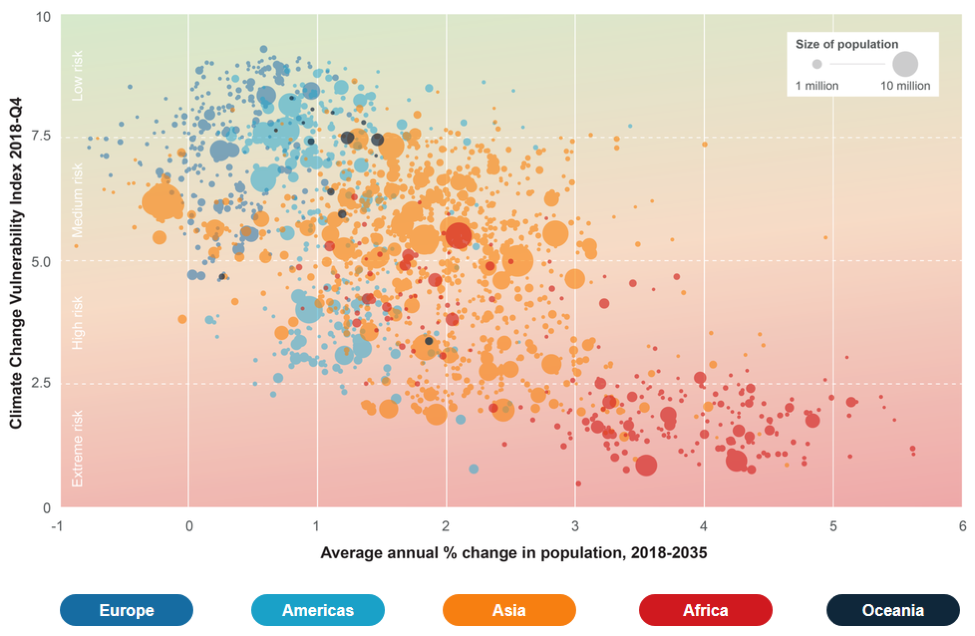 10
7.5
5.0
2.5
0
Climate Change Vulnerability Index 2018-Q4
Low risk
Medium risk
High risk
Extreme risk
Size of population
1 million
10 million
-1
0
1
2
3
4
5
6
Average annual % change in population, 2018-2035
Europe
Americas
Asia
Africa
Oceania